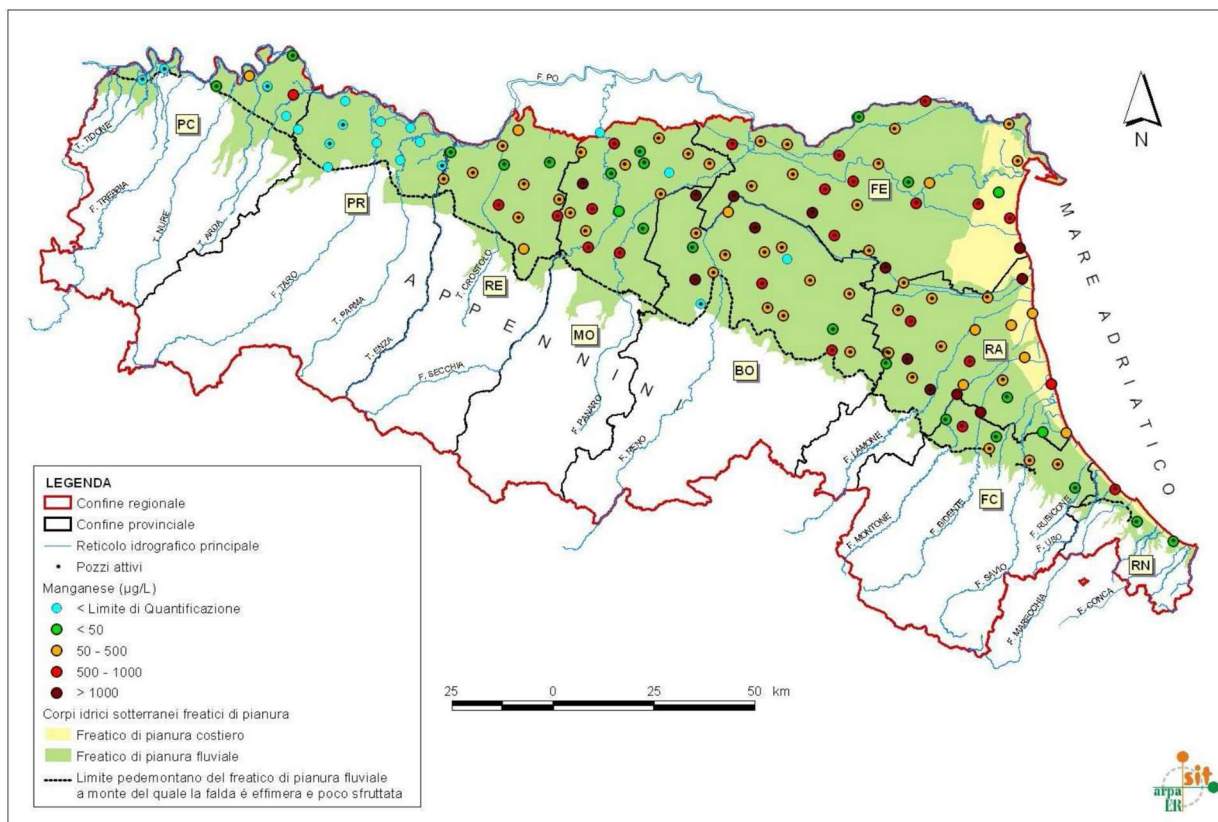 F. PO
N
T. TIDONE
F. TREBBIA
T. NURE
T. ARDA
F. TARO
T. PARMA
T. ENZA
T. CROSTOLO
F. SECCHIA
F. PANARO
F. RENO
F. LAMONE
F. MONTONE
F. BIDENTE
F. SAVIO
F. RUBICONE
F. USO
F. MARECCHIA
F. CONCA
PC
PR
RE
MO
BO
FE
RA
FC
RN
APPENNINI
MARE ADRIATICO
LEGENDA
Confine regionale
Confine provinciale
Reticolo idrografico principale
Pozzi attivi
Manganese (µg/L)
< Limite di Quantificazione
< 50
50 - 500
500 - 1000
> 1000
Corpi idrici sotterranei freatici di pianura
Freatico di pianura costiero
Freatico di pianura fluviale
Limite pedemontano del freatico di pianura fluviale
a monte del quale la falda é effimera e poco sfruttata
25 0 25 50 km
sit
arpa
ER